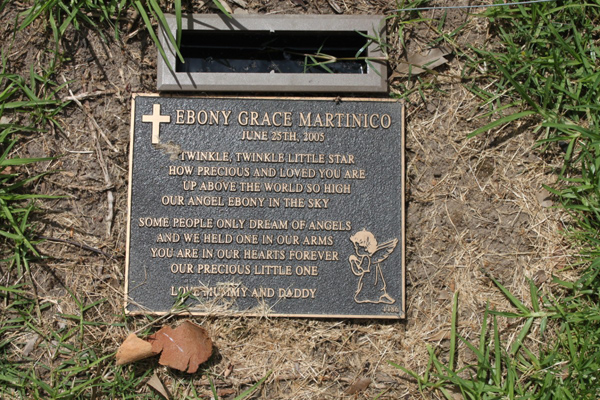 EBONY GRACE MARTINICO
JUNE 25TH, 2005
TWINKLE, TWINKLE LITTLE STAR
HOW PRECIOUS AND LOVED YOU ARE
UP ABOVE THE WORLD SO HIGH
OUR ANGEL EBONY IN THE SKY
SOME PEOPLE ONLY DREAM OF ANGELS
AND WE HELD ONE IN OUR ARMS
YOU ARE IN OUR HEARTS FOREVER
OUR PRECIOUS LITTLE ONE
LOVE MUMMY AND DADDY